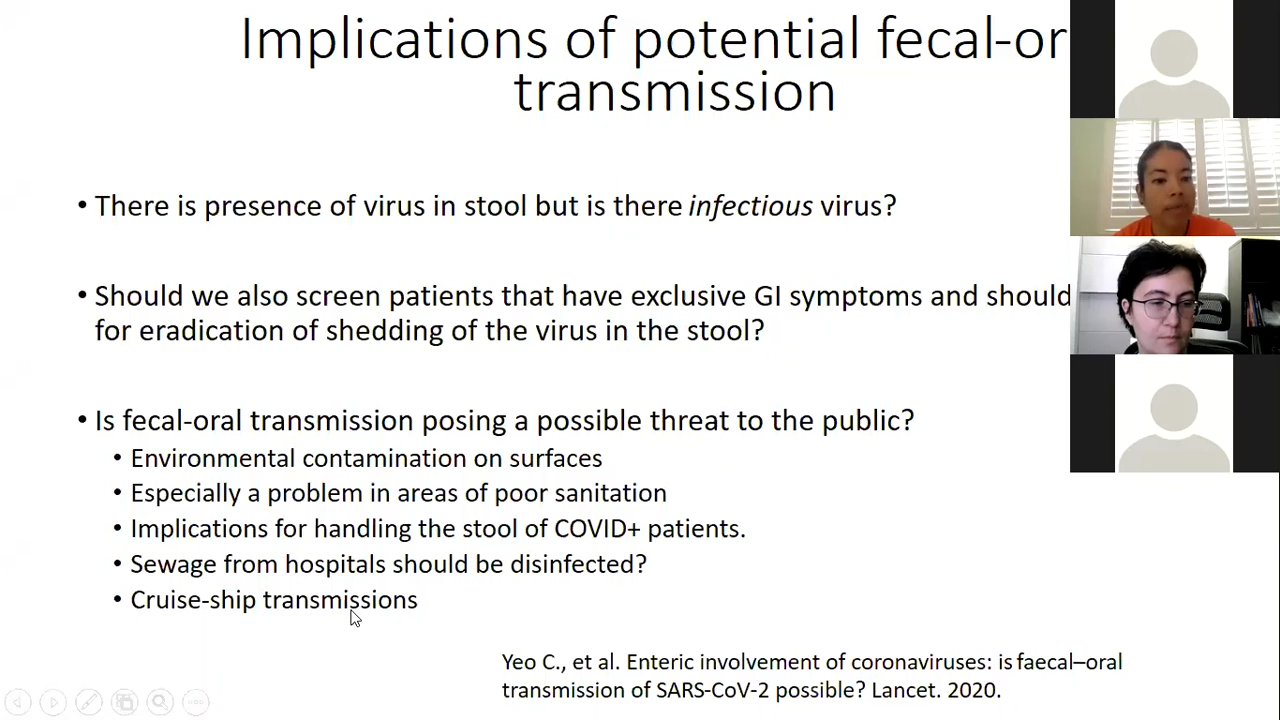 Implications of potential fecal-or
transmission
• There is presence of virus in stool but is there infectious virus?
• Should we also screen patients that have exclusive GI symptoms and should
for eradication of shedding of the virus in the stool?
• Is fecal-oral transmission posing a possible threat to the public?
• Environmental contamination on surfaces
• Especially a problem in areas of poor sanitation
• Implications for handling the stool of COVID+ patients.
• Sewage from hospitals should be disinfected?
• Cruise-ship transmissions
Yeo C., et al. Enteric involvement of coronaviruses: is faecal–oral
transmission of SARS-CoV-2 possible? Lancet. 2020.